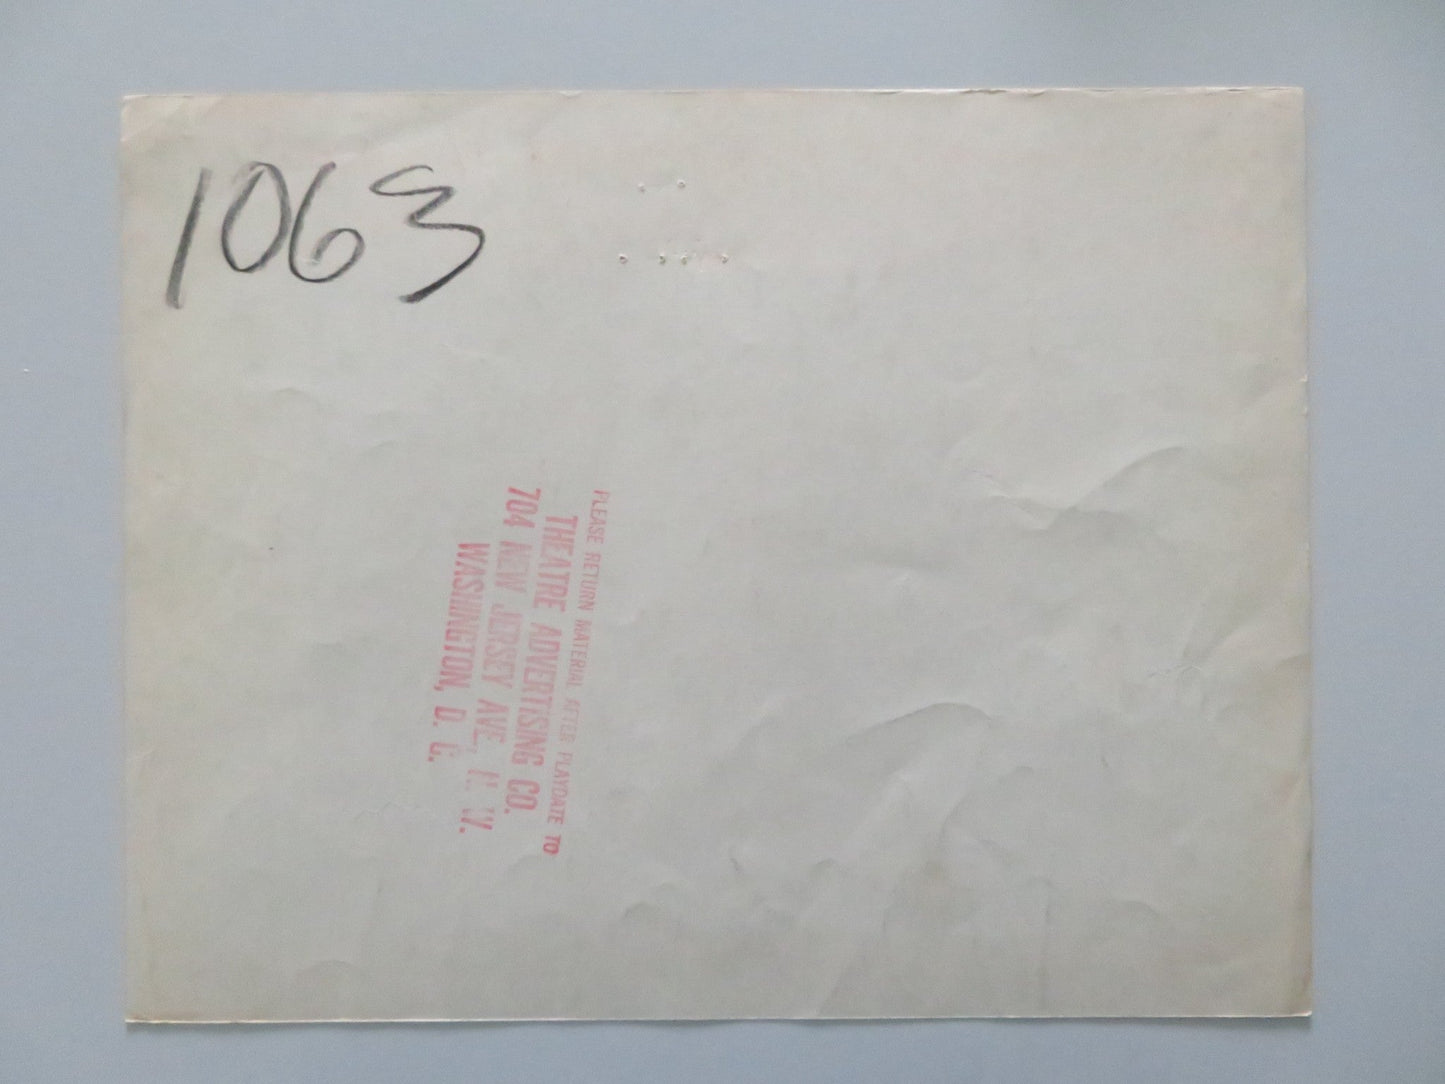 1063
PLEASE RETURN MATERIAL AFTER PLAYDATE TO
THEATRE ADVERTISING CO.
704 NEW JERSEY AVE., N. W.
WASHINGTON, D. C.